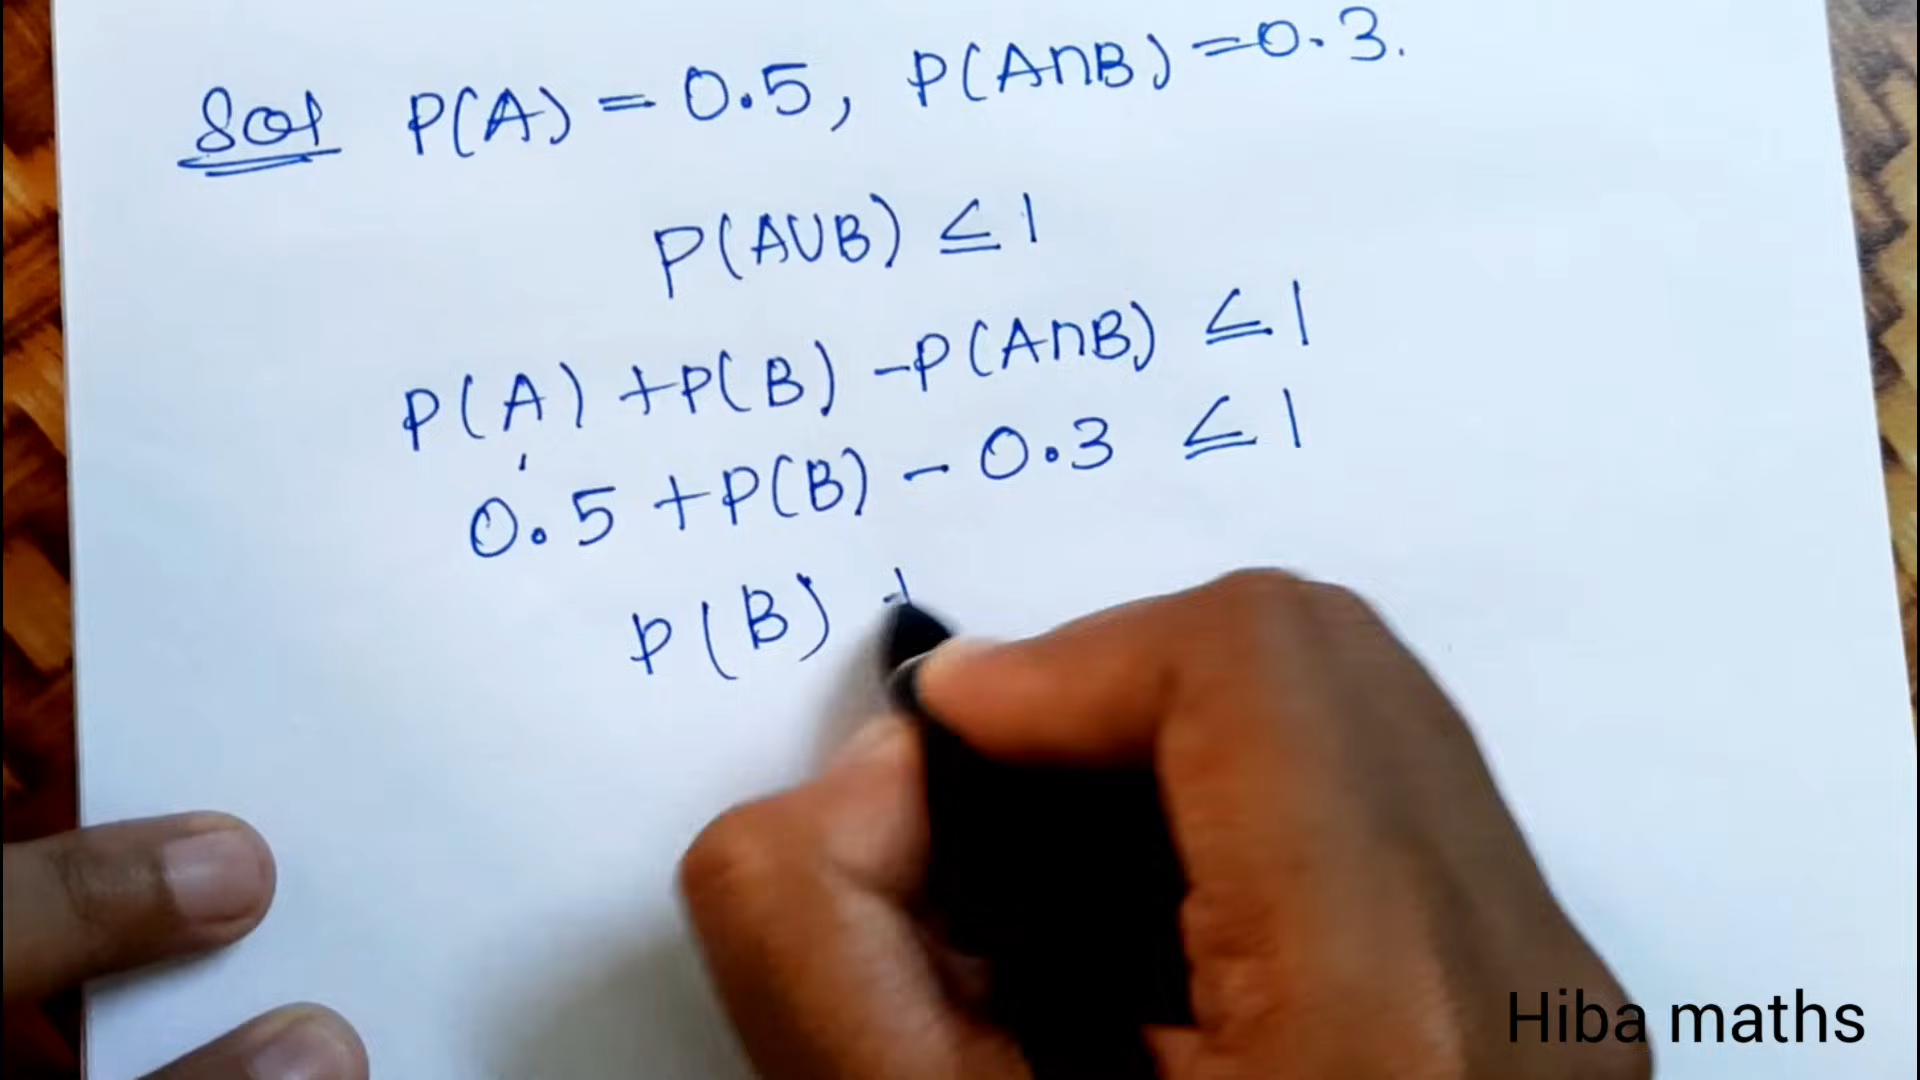 Sol P(A) = 0.5, P(A∩B) = 0.3.
P(A∪B) ≤ 1
P(A) + P(B) - P(A∩B) ≤ 1
0.5 + P(B) - 0.3 ≤ 1
P(B) +
Hiba maths